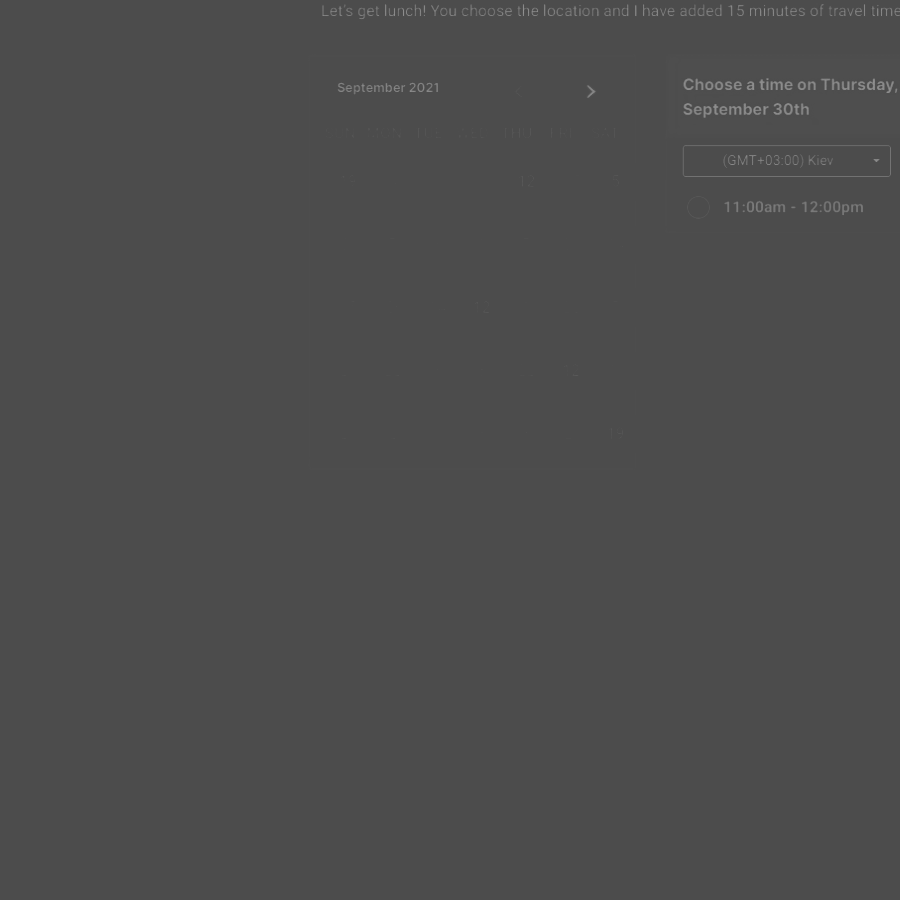 Let's get lunch! You choose the location and I have added 15 minutes of travel time
September 2021
Choose a time on Thursday,
September 30th
(GMT+03:00) Kiev
11:00am - 12:00pm